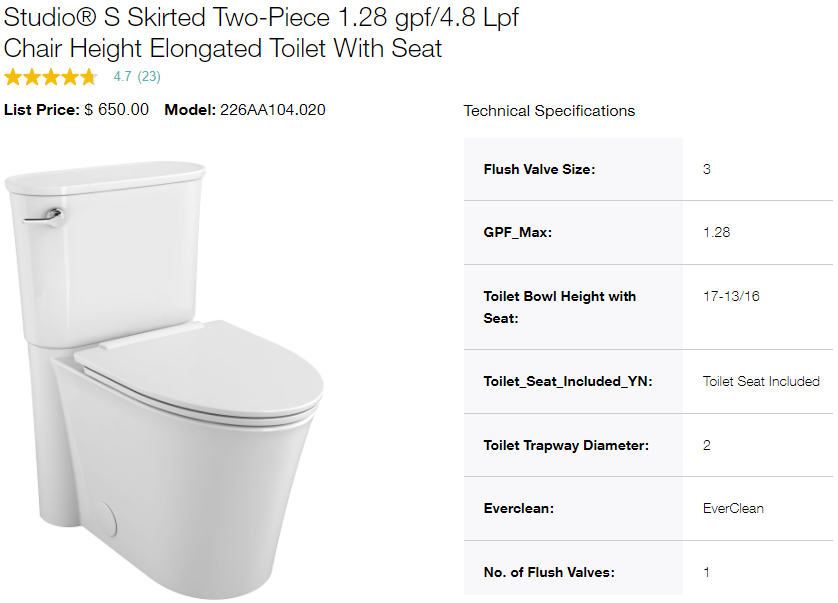 Studio® S Skirted Two-Piece 1.28 gpf/4.8 Lpf
Chair Height Elongated Toilet With Seat
4.7 (23)
List Price: $ 650.00 Model: 226AA104.020
Technical Specifications
Flush Valve Size: 3
GPF_Max: 1.28
Toilet Bowl Height with 17-13/16
Seat:
Toilet_Seat_Included_YN: Toilet Seat Included
Toilet Trapway Diameter: 2
Everclean: EverClean
No. of Flush Valves: 1